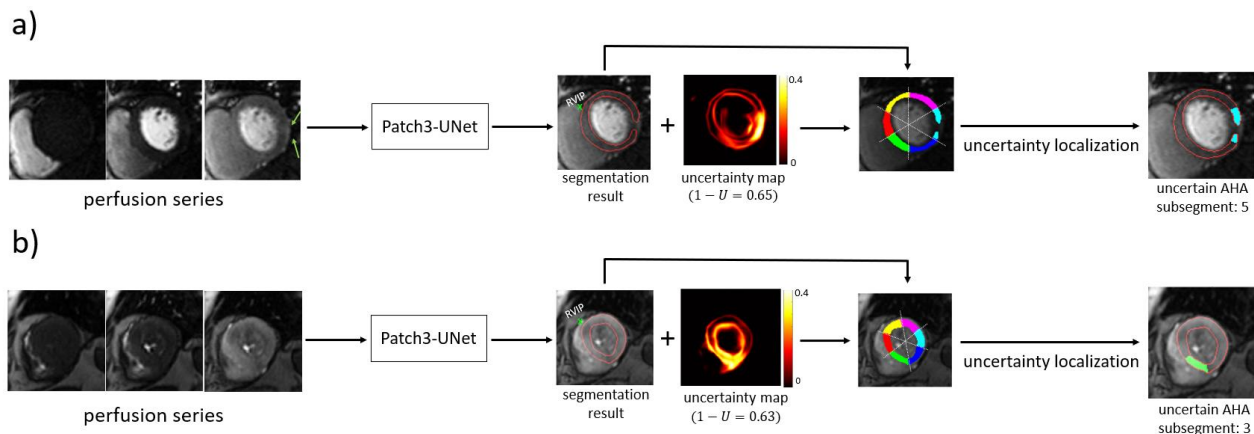 a)
perfusion series
Patch3-UNet
RVIP
segmentation
result
+
uncertainty map
(1 − U = 0.65)
0.4
0
uncertainty localization
uncertain AHA
subsegment: 5
b)
perfusion series
Patch3-UNet
RVIP
segmentation
result
+
uncertainty map
(1 − U = 0.63)
0.4
0
uncertainty localization
uncertain AHA
subsegment: 3